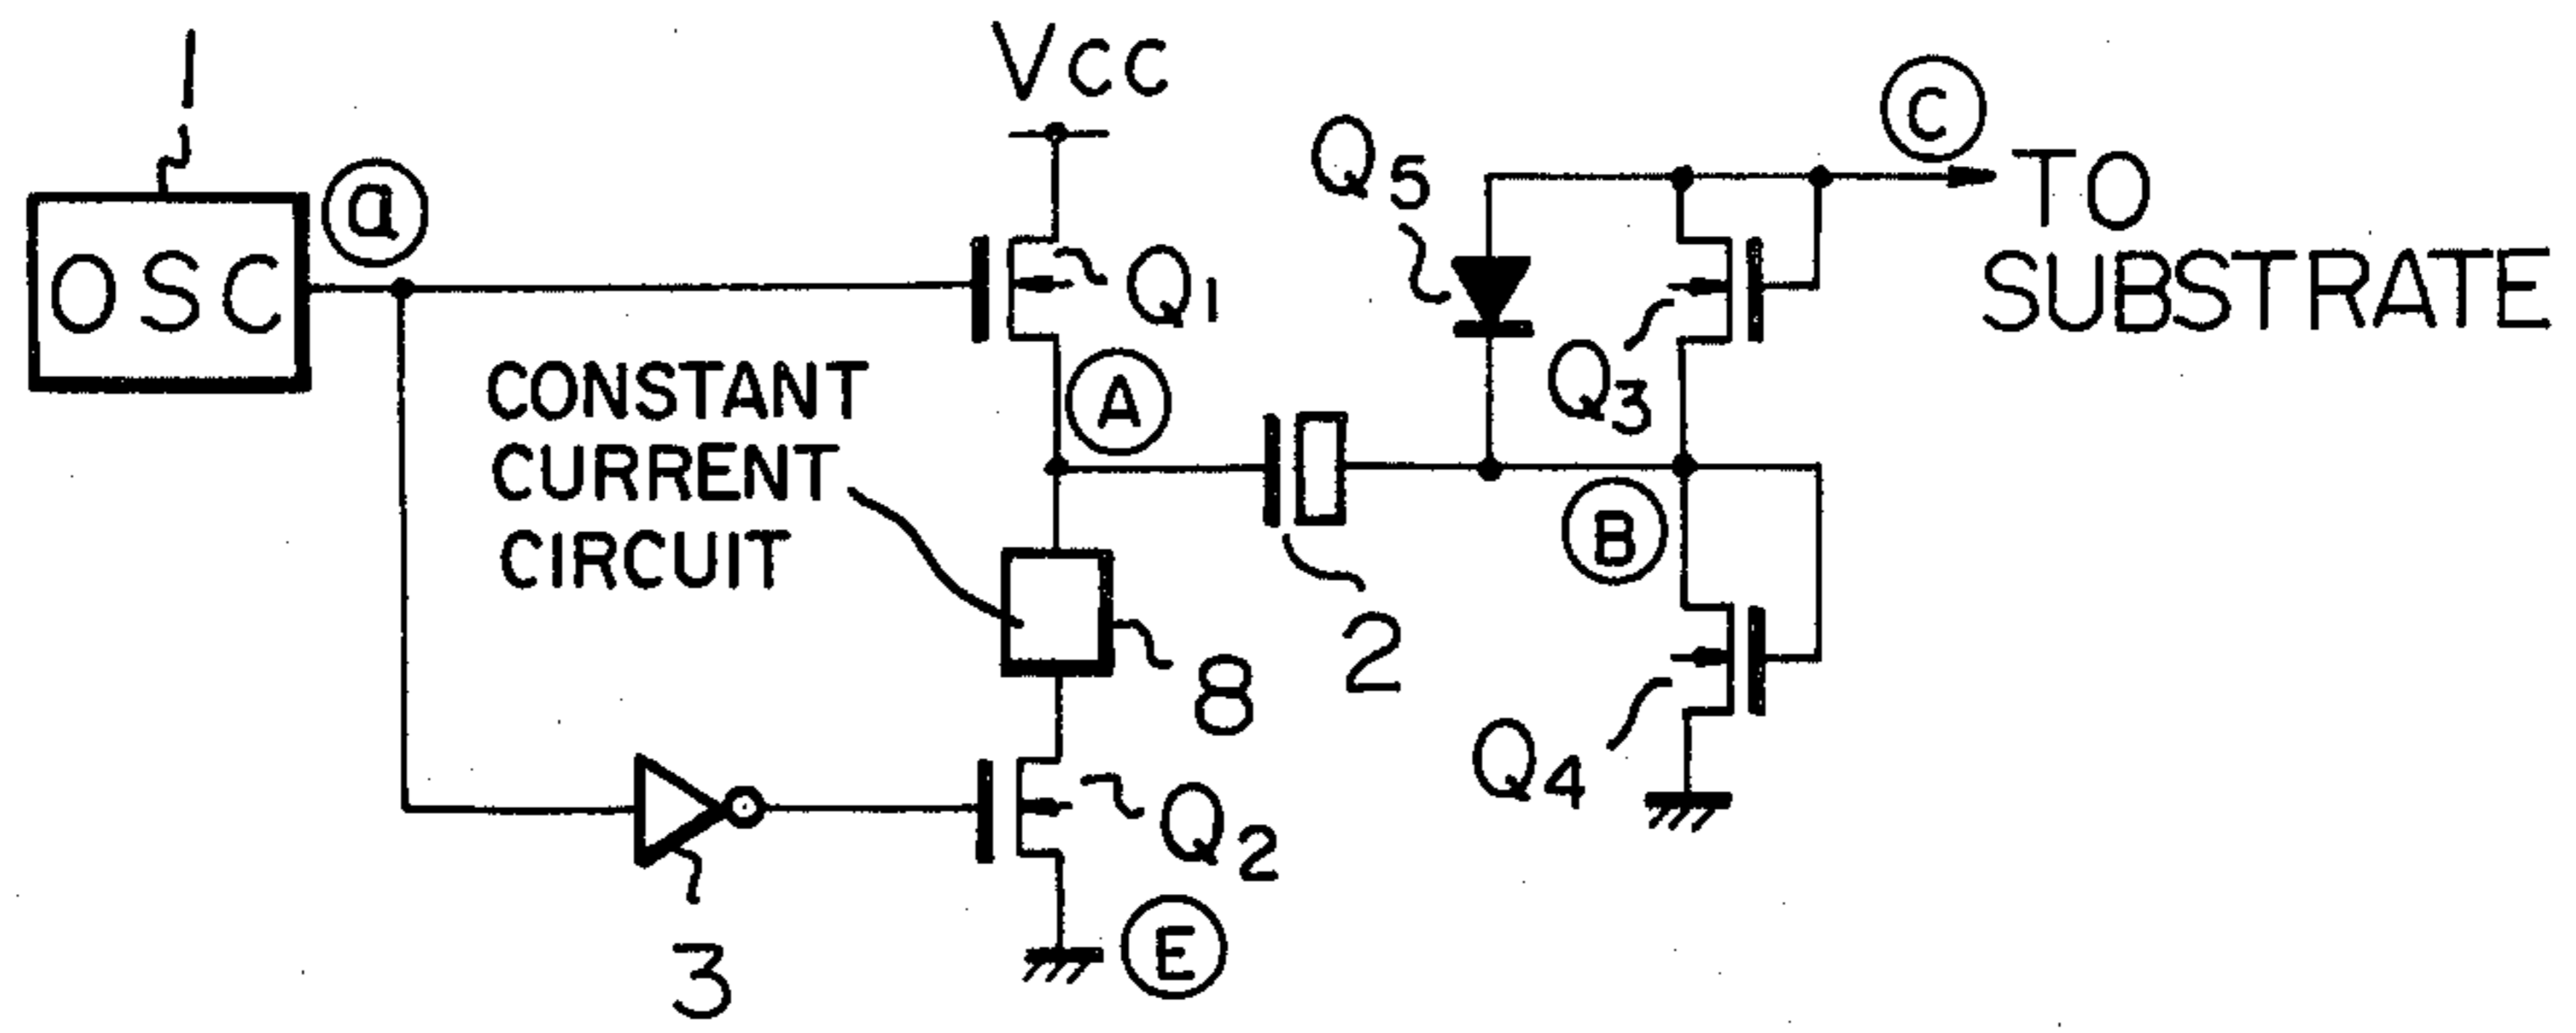 1
OSC
a
VCC
Q1
A
CONSTANT
CURRENT
CIRCUIT
8
2
3
Q2
E
Q5
Q3
C
TO
SUBSTRATE
B
Q4